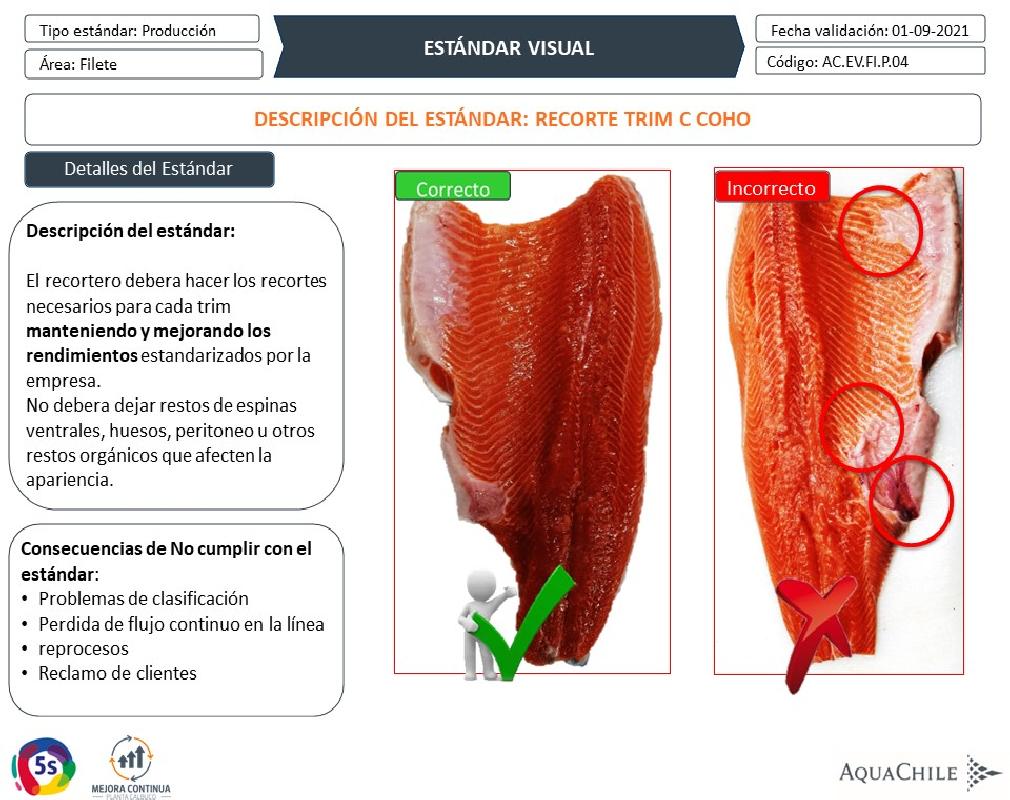 Tipo estándar: Producción
Área: Filete
ESTÁNDAR VISUAL
Fecha validación: 01-09-2021
Código: AC.EV.FI.P.04
DESCRIPCIÓN DEL ESTÁNDAR: RECORTE TRIM C COHO
Detalles del Estándar
Descripción del estándar:
El recortero debera hacer los recortes
necesarios para cada trim
manteniendo y mejorando los
rendimientos estandarizados por la
empresa.
No debera dejar restos de espinas
ventrales, huesos, peritoneo u otros
restos orgánicos que afecten la
apariencia.
Consecuencias de No cumplir con el
estándar:
• Problemas de clasificación
• Perdida de flujo continuo en la línea
• reprocesos
• Reclamo de clientes
Correcto
Incorrecto
5s
MEJORA CONTINUA
PLANTA CALBUCO
AQUACHILE